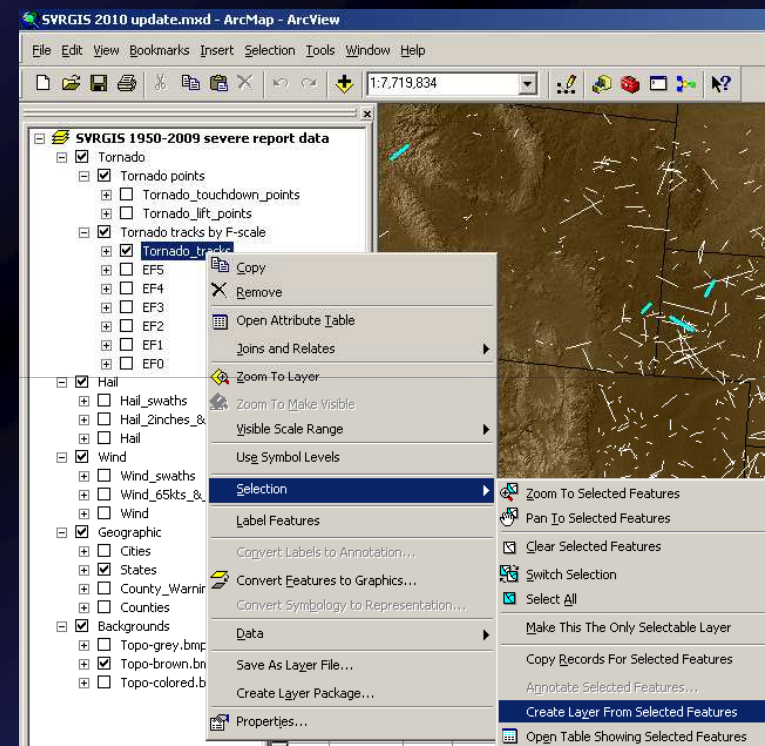 SVRGIS 2010 update.mxd - ArcMap - ArcView
File Edit View Bookmarks Insert Selection Tools Window Help
1:7,719,834
SVRGIS 1950-2009 severe report data
Tornado
Tornado points
Tornado_touchdown_points
Tornado_lift_points
Tornado tracks by F-scale
Tornado_tracks
EF5
EF4
EF3
EF2
EF1
EF0
Hail
Hail_swaths
Hail_2inches_&
Hail
Wind
Wind_swaths
Wind_65kts_&
Wind
Geographic
Cities
States
County_Warnin
Counties
Backgrounds
Topo-grey.bmp
Topo-brown.bm
Topo-colored.b
Copy
Remove
Open Attribute Table
Joins and Relates
Zoom To Layer
Zoom To Make Visible
Visible Scale Range
Use Symbol Levels
Selection
Label Features
Convert Labels to Annotation...
Convert Features to Graphics...
Convert Symbology to Representation...
Data
Save As Layer File...
Create Layer Package...
Properties...
Zoom To Selected Features
Pan To Selected Features
Clear Selected Features
Switch Selection
Select All
Make This The Only Selectable Layer
Copy Records For Selected Features
Annotate Selected Features...
Create Layer From Selected Features
Open Table Showing Selected Features